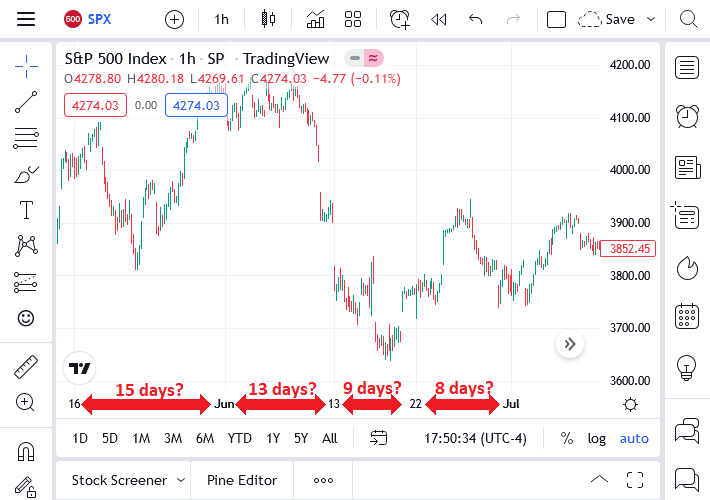 500 SPX 1h Save
S&P 500 Index · 1h · SP · TradingView
O4278.80 H4280.18 L4269.61 C4274.03 −4.77 (−0.11%)
4274.03 0.00 4274.03
4200.00
4100.00
4000.00
3900.00
3852.45
3800.00
3700.00
3600.00
15 days? 13 days? 9 days? 8 days?
16 Jun 13 22 Jul
1D 5D 1M 3M 6M YTD 1Y 5Y All 17:50:34 (UTC-4) % log auto
Stock Screener Pine Editor